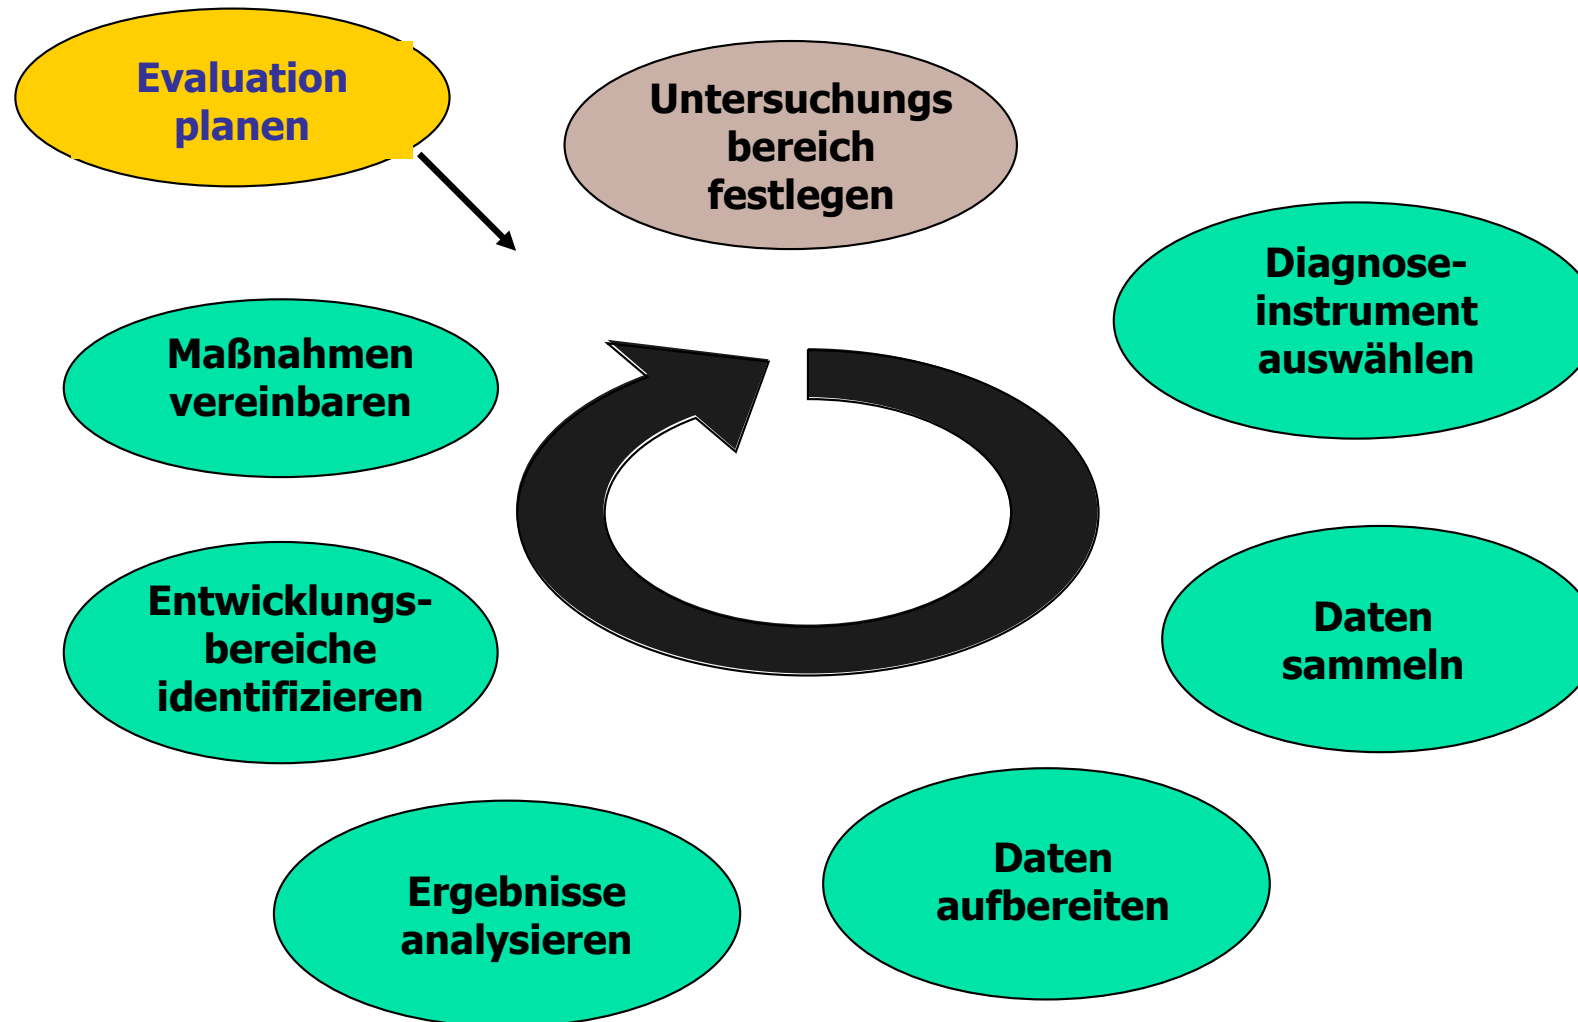 Evaluation
planen
Untersuchungs
bereich
festlegen
Diagnose-
instrument
auswählen
Daten
sammeln
Daten
aufbereiten
Ergebnisse
analysieren
Entwicklungs-
bereiche
identifizieren
Maßnahmen
vereinbaren